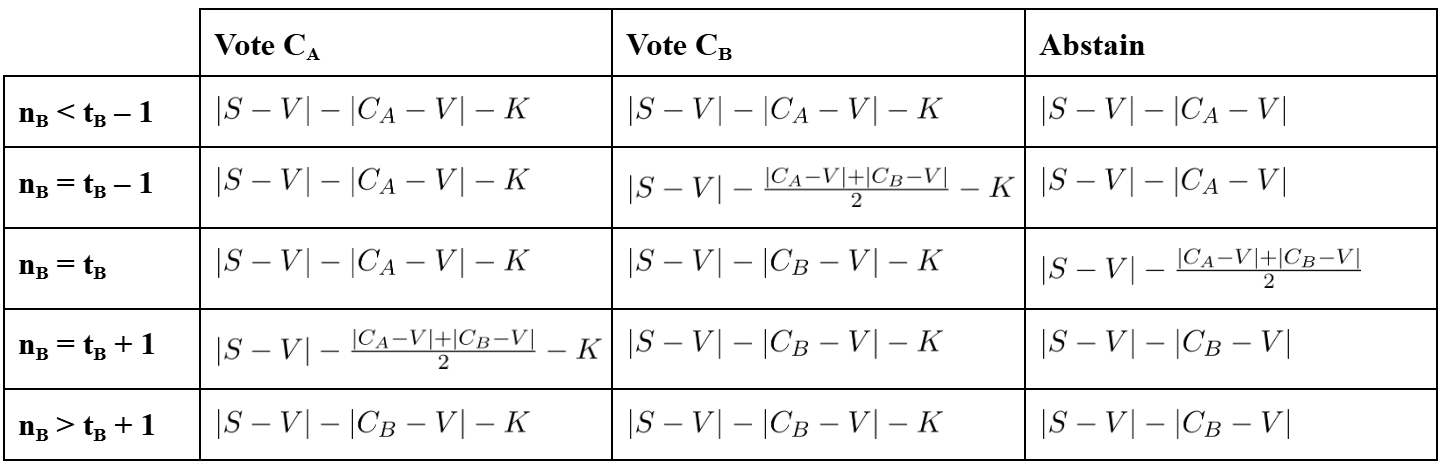 Vote C_A Vote C_B Abstain
n_B < t_B – 1 |S − V| − |C_A − V| − K |S − V| − |C_A − V| − K |S − V| − |C_A − V|
n_B = t_B – 1 |S − V| − |C_A − V| − K |S − V| − \frac{|C_A−V|+|C_B−V|}{2} − K |S − V| − |C_A − V|
n_B = t_B |S − V| − |C_A − V| − K |S − V| − |C_B − V| − K |S − V| − \frac{|C_A−V|+|C_B−V|}{2}
n_B = t_B + 1 |S − V| − \frac{|C_A−V|+|C_B−V|}{2} − K |S − V| − |C_B − V| − K |S − V| − |C_B − V|
n_B > t_B + 1 |S − V| − |C_B − V| − K |S − V| − |C_B − V| − K |S − V| − |C_B − V|